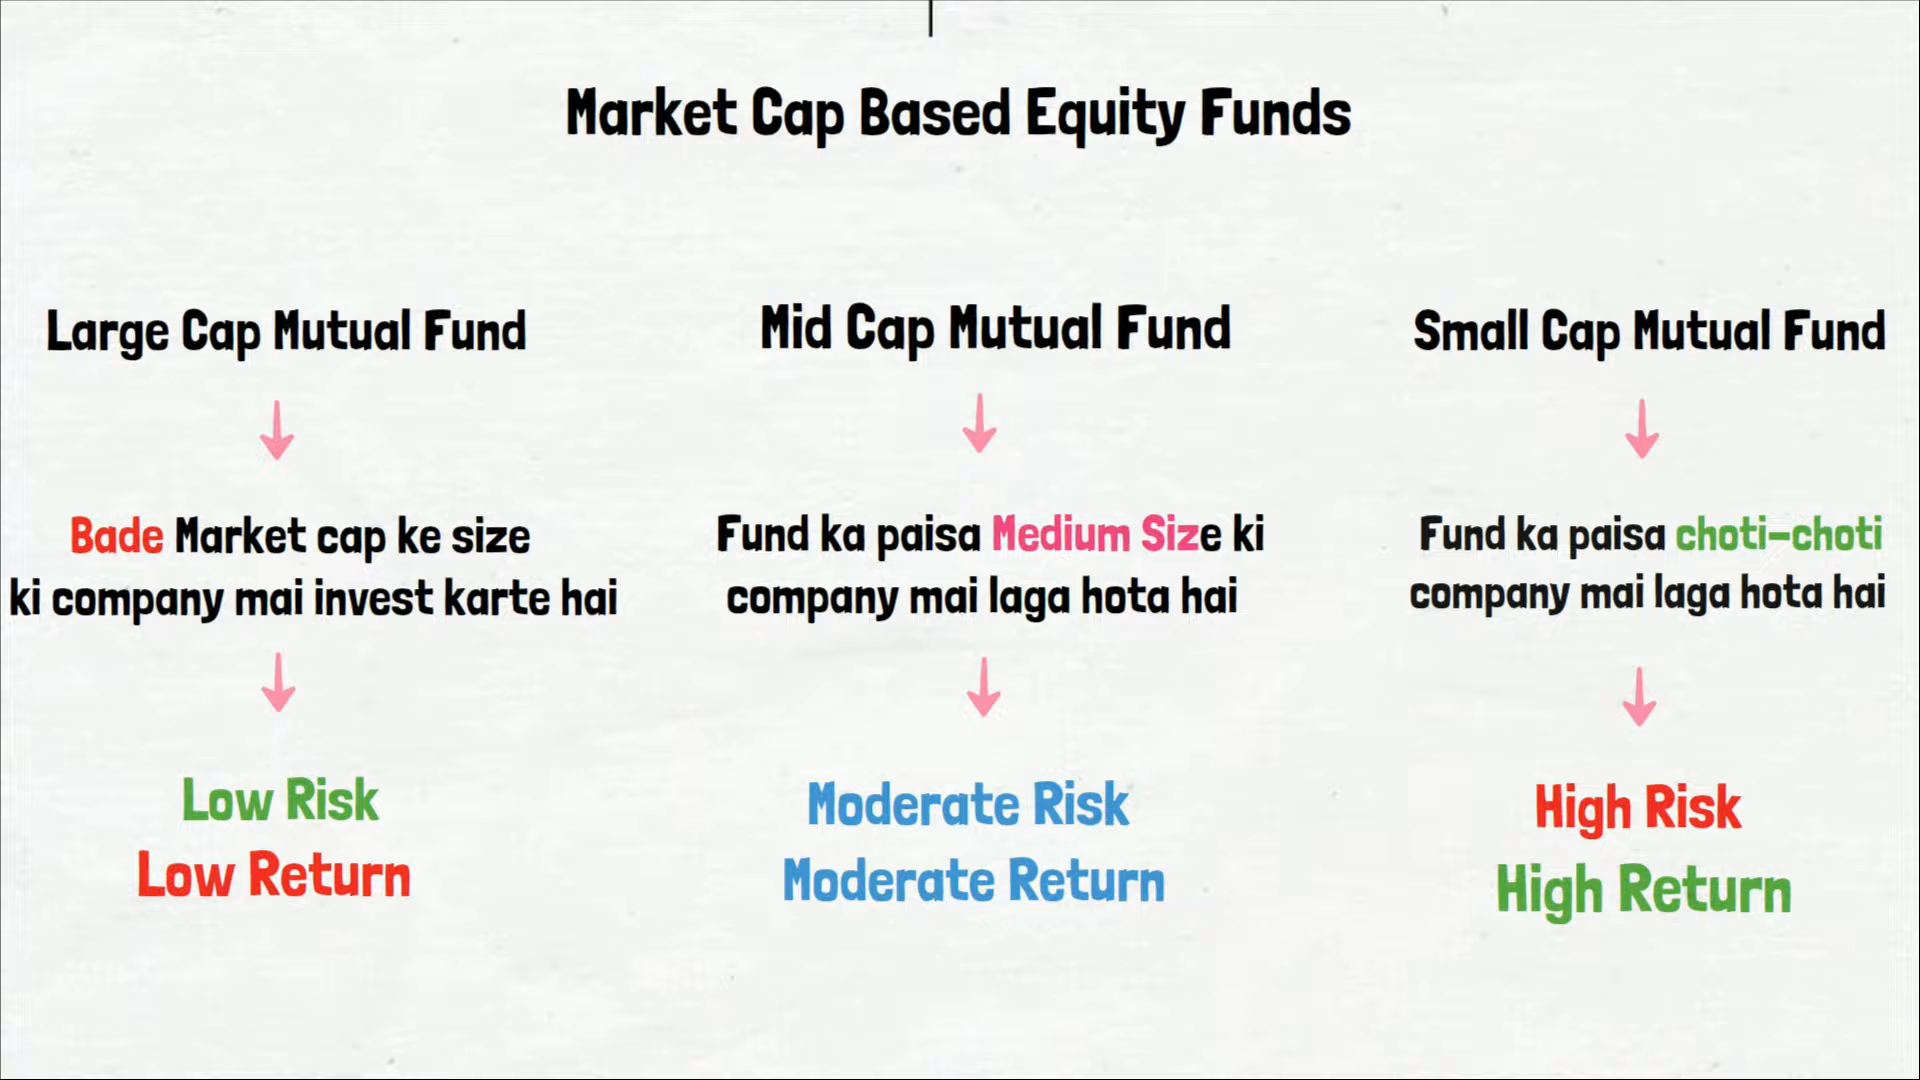 Market Cap Based Equity Funds
Large Cap Mutual Fund
Bade Market cap ke size
ki company mai invest karte hai
Low Risk
Low Return
Mid Cap Mutual Fund
Fund ka paisa Medium Size ki
company mai laga hota hai
Moderate Risk
Moderate Return
Small Cap Mutual Fund
Fund ka paisa choti-choti
company mai laga hota hai
High Risk
High Return